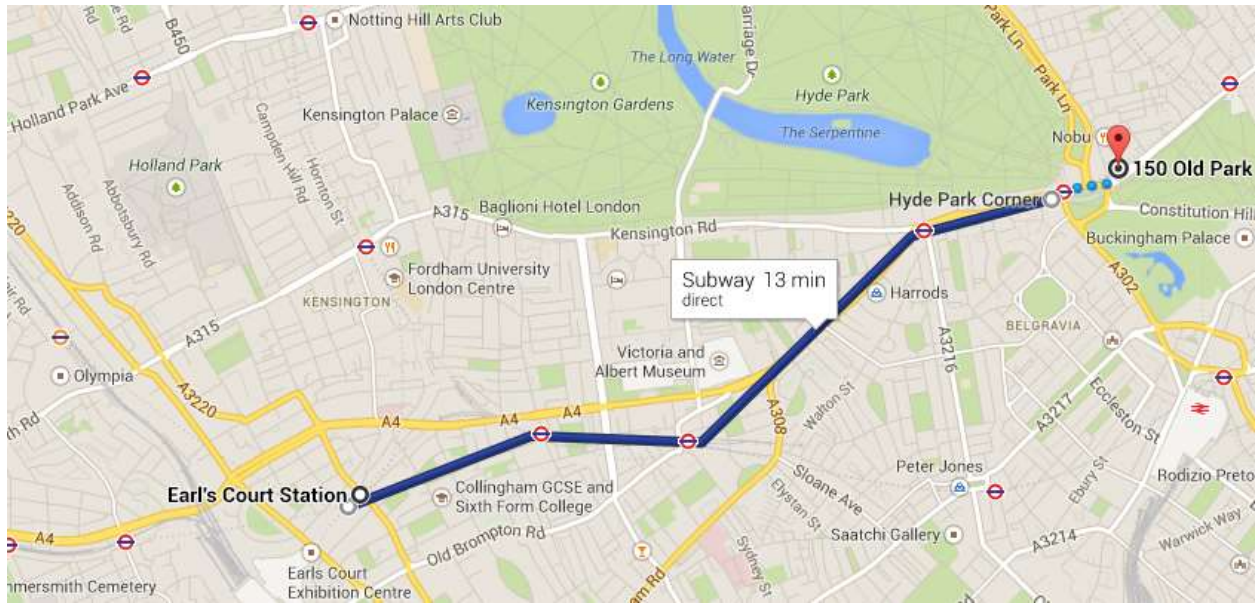 B450
Notting Hill Arts Club
Holland Park Ave
Kensington Palace
Kensington Gardens
The Long Water
Hyde Park
The Serpentine
Park Ln
Park Ln
Nobu
150 Old Park
Holland Park
Campden Hill Rd
Hornton St
Addison Rd
Abbotsbury Rd
A315
Baglioni Hotel London
Kensington Rd
Hyde Park Corner
Constitution Hill
Buckingham Palace
Fordham University
London Centre
KENSINGTON
Subway 13 min
direct
Harrods
A302
BELGRAVIA
A3216
A315
Olympia
A3220
Victoria and
Albert Museum
Walton St
A308
A3217
Eccleston St
A4
A4
A4
Earl's Court Station
Collingham GCSE and
Sixth Form College
Old Brompton Rd
Sloane Ave
Elystan St
Peter Jones
Ebury St
Rodizio Preto
Saatchi Gallery
A3214
Warwick Way
A4
Earls Court
Exhibition Centre
Sydney St
mmersmith Cemetery